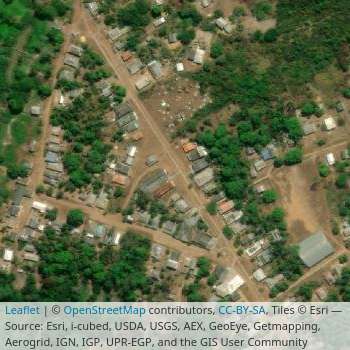 Leaflet | © OpenStreetMap contributors, CC-BY-SA, Tiles © Esri —
Source: Esri, i-cubed, USDA, USGS, AEX, GeoEye, Getmapping,
Aerogrid, IGN, IGP, UPR-EGP, and the GIS User Community